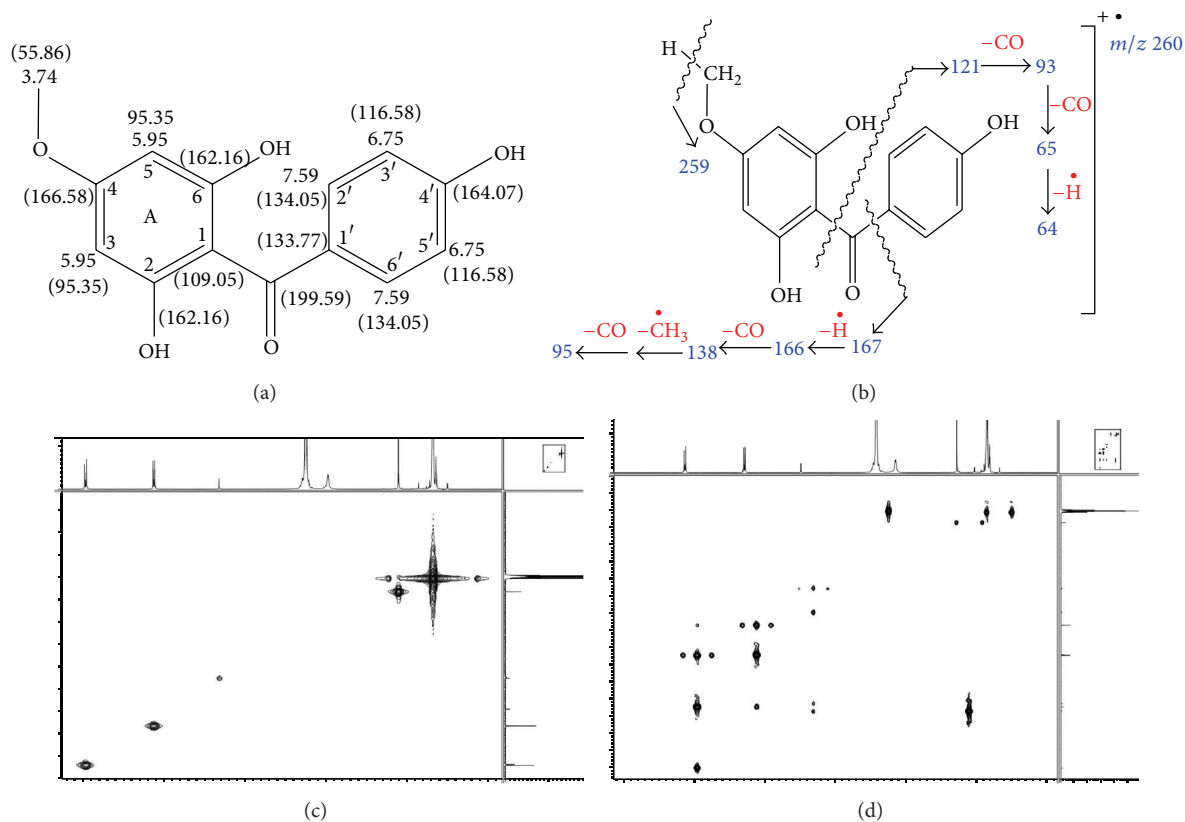 (55.86)
3.74
O
95.35
5.95
5
(162.16)
OH
(166.58)
4
6
A
3
1
5.95
(95.35)
2
(109.05)
(162.16)
OH
(199.59)
O
(116.58)
6.75
3′
7.59
(134.05)
2′
OH
4′
(164.07)
(133.77)
1′
5′
6.75
(116.58)
6′
7.59
(134.05)
(a)
+ •
m/z 260
H
CH2
O
259
OH
OH
O
OH
121
−CO
93
−CO
65
−H•
64
167
−H•
166
−CO
138
−CH3•
−CO
95
(b)
(c)
(d)